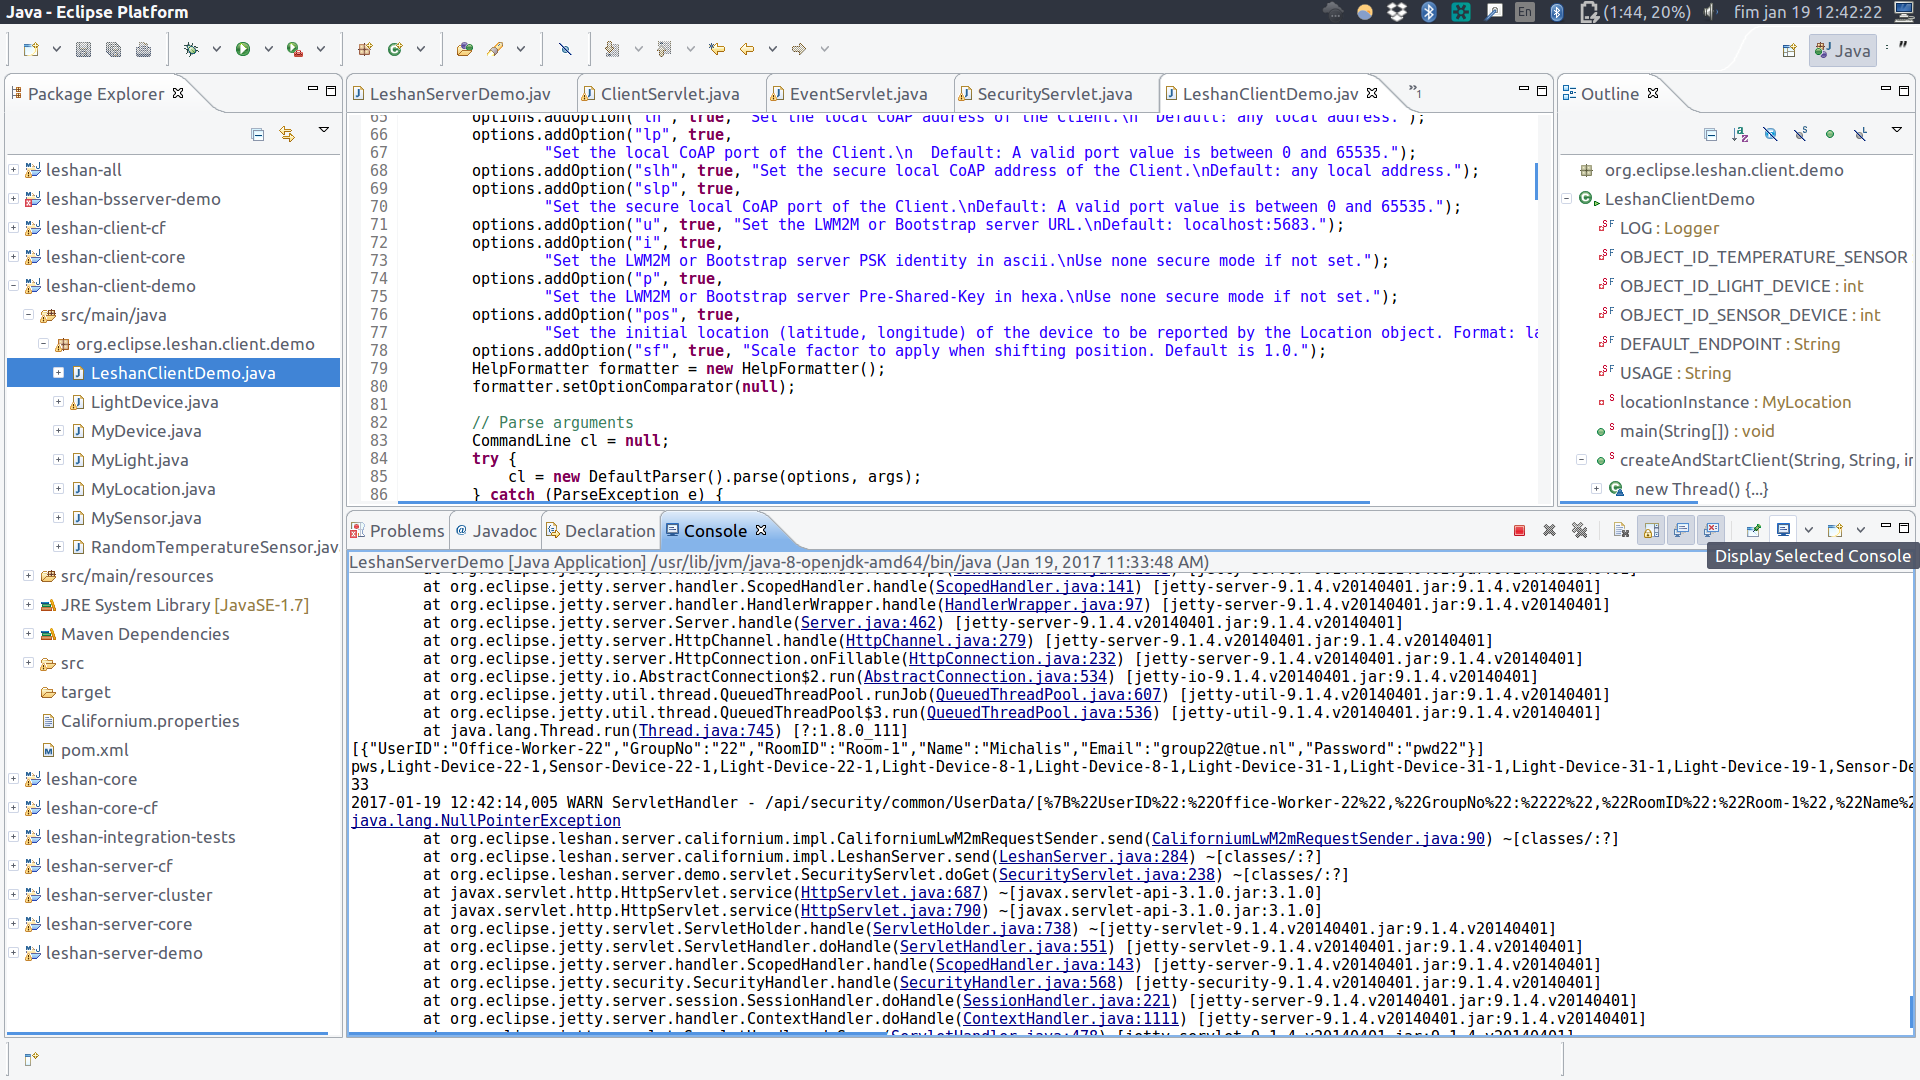 Java - Eclipse Platform
En
(1:44, 20%)
fim jan 19 12:42:22
Java
Package Explorer
leshan-all
leshan-bsserver-demo
leshan-client-cf
leshan-client-core
leshan-client-demo
src/main/java
org.eclipse.leshan.client.demo
LeshanClientDemo.java
LightDevice.java
MyDevice.java
MyLight.java
MyLocation.java
MySensor.java
RandomTemperatureSensor.jav
src/main/resources
JRE System Library [JavaSE-1.7]
Maven Dependencies
src
target
Californium.properties
pom.xml
leshan-core
leshan-core-cf
leshan-integration-tests
leshan-server-cf
leshan-server-cluster
leshan-server-core
leshan-server-demo
LeshanServerDemo.jav
ClientServlet.java
EventServlet.java
SecurityServlet.java
LeshanClientDemo.jav
»1
65 options.addOption("lh", true, "Set the local CoAP address of the Client.\n  Default: any local address.");
66 options.addOption("lp", true,
67 "Set the local CoAP port of the Client.\n  Default: A valid port value is between 0 and 65535.");
68 options.addOption("slh", true, "Set the secure local CoAP address of the Client.\nDefault: any local address.");
69 options.addOption("slp", true,
70 "Set the secure local CoAP port of the Client.\nDefault: A valid port value is between 0 and 65535.");
71 options.addOption("u", true, "Set the LWM2M or Bootstrap server URL.\nDefault: localhost:5683.");
72 options.addOption("i", true,
73 "Set the LWM2M or Bootstrap server PSK identity in ascii.\nUse none secure mode if not set.");
74 options.addOption("p", true,
75 "Set the LWM2M or Bootstrap server Pre-Shared-Key in hexa.\nUse none secure mode if not set.");
76 options.addOption("pos", true,
77 "Set the initial location (latitude, longitude) of the device to be reported by the Location object. Format: la
78 options.addOption("sf", true, "Scale factor to apply when shifting position. Default is 1.0.");
79 HelpFormatter formatter = new HelpFormatter();
80 formatter.setOptionComparator(null);
81
82 // Parse arguments
83 CommandLine cl = null;
84 try {
85 cl = new DefaultParser().parse(options, args);
86 } catch (ParseException e) {
Outline
org.eclipse.leshan.client.demo
LeshanClientDemo
LOG : Logger
OBJECT_ID_TEMPERATURE_SENSOR
OBJECT_ID_LIGHT_DEVICE : int
OBJECT_ID_SENSOR_DEVICE : int
DEFAULT_ENDPOINT : String
USAGE : String
locationInstance : MyLocation
main(String[]) : void
createAndStartClient(String, String, in
new Thread() {...}
Problems
Javadoc
Declaration
Console
Display Selected Console
LeshanServerDemo [Java Application] /usr/lib/jvm/java-8-openjdk-amd64/bin/java (Jan 19, 2017 11:33:48 AM)
at org.eclipse.jetty.server.handler.ScopedHandler.handle(ScopedHandler.java:141) [jetty-server-9.1.4.v20140401.jar:9.1.4.v20140401]
at org.eclipse.jetty.server.handler.HandlerWrapper.handle(HandlerWrapper.java:97) [jetty-server-9.1.4.v20140401.jar:9.1.4.v20140401]
at org.eclipse.jetty.server.Server.handle(Server.java:462) [jetty-server-9.1.4.v20140401.jar:9.1.4.v20140401]
at org.eclipse.jetty.server.HttpChannel.handle(HttpChannel.java:279) [jetty-server-9.1.4.v20140401.jar:9.1.4.v20140401]
at org.eclipse.jetty.server.HttpConnection.onFillable(HttpConnection.java:232) [jetty-server-9.1.4.v20140401.jar:9.1.4.v20140401]
at org.eclipse.jetty.io.AbstractConnection$2.run(AbstractConnection.java:534) [jetty-io-9.1.4.v20140401.jar:9.1.4.v20140401]
at org.eclipse.jetty.util.thread.QueuedThreadPool.runJob(QueuedThreadPool.java:607) [jetty-util-9.1.4.v20140401.jar:9.1.4.v20140401]
at org.eclipse.jetty.util.thread.QueuedThreadPool$3.run(QueuedThreadPool.java:536) [jetty-util-9.1.4.v20140401.jar:9.1.4.v20140401]
at java.lang.Thread.run(Thread.java:745) [?:1.8.0_111]
[{"UserID":"Office-Worker-22","GroupNo":"22","RoomID":"Room-1","Name":"Michalis","Email":"group22@tue.nl","Password":"pwd22"}]
pws,Light-Device-22-1,Sensor-Device-22-1,Light-Device-22-1,Light-Device-8-1,Light-Device-8-1,Light-Device-31-1,Light-Device-31-1,Light-Device-19-1,Sensor-De
33
2017-01-19 12:42:14,005 WARN ServletHandler - /api/security/common/UserData/[%7B%22UserID%22:%22Office-Worker-22%22,%22GroupNo%22:%2222%22,%22RoomID%22:%22Room-1%22,%22Name%2
java.lang.NullPointerException
at org.eclipse.leshan.server.californium.impl.CaliforniumLwM2mRequestSender.send(CaliforniumLwM2mRequestSender.java:90) ~[classes/:?]
at org.eclipse.leshan.server.californium.impl.LeshanServer.send(LeshanServer.java:284) ~[classes/:?]
at org.eclipse.leshan.server.demo.servlet.SecurityServlet.doGet(SecurityServlet.java:238) ~[classes/:?]
at javax.servlet.http.HttpServlet.service(HttpServlet.java:687) ~[javax.servlet-api-3.1.0.jar:3.1.0]
at javax.servlet.http.HttpServlet.service(HttpServlet.java:790) ~[javax.servlet-api-3.1.0.jar:3.1.0]
at org.eclipse.jetty.servlet.ServletHolder.handle(ServletHolder.java:738) ~[jetty-servlet-9.1.4.v20140401.jar:9.1.4.v20140401]
at org.eclipse.jetty.servlet.ServletHandler.doHandle(ServletHandler.java:551) [jetty-servlet-9.1.4.v20140401.jar:9.1.4.v20140401]
at org.eclipse.jetty.server.handler.ScopedHandler.handle(ScopedHandler.java:143) [jetty-server-9.1.4.v20140401.jar:9.1.4.v20140401]
at org.eclipse.jetty.security.SecurityHandler.handle(SecurityHandler.java:568) [jetty-security-9.1.4.v20140401.jar:9.1.4.v20140401]
at org.eclipse.jetty.server.session.SessionHandler.doHandle(SessionHandler.java:221) [jetty-server-9.1.4.v20140401.jar:9.1.4.v20140401]
at org.eclipse.jetty.server.handler.ContextHandler.doHandle(ContextHandler.java:1111) [jetty-server-9.1.4.v20140401.jar:9.1.4.v20140401]